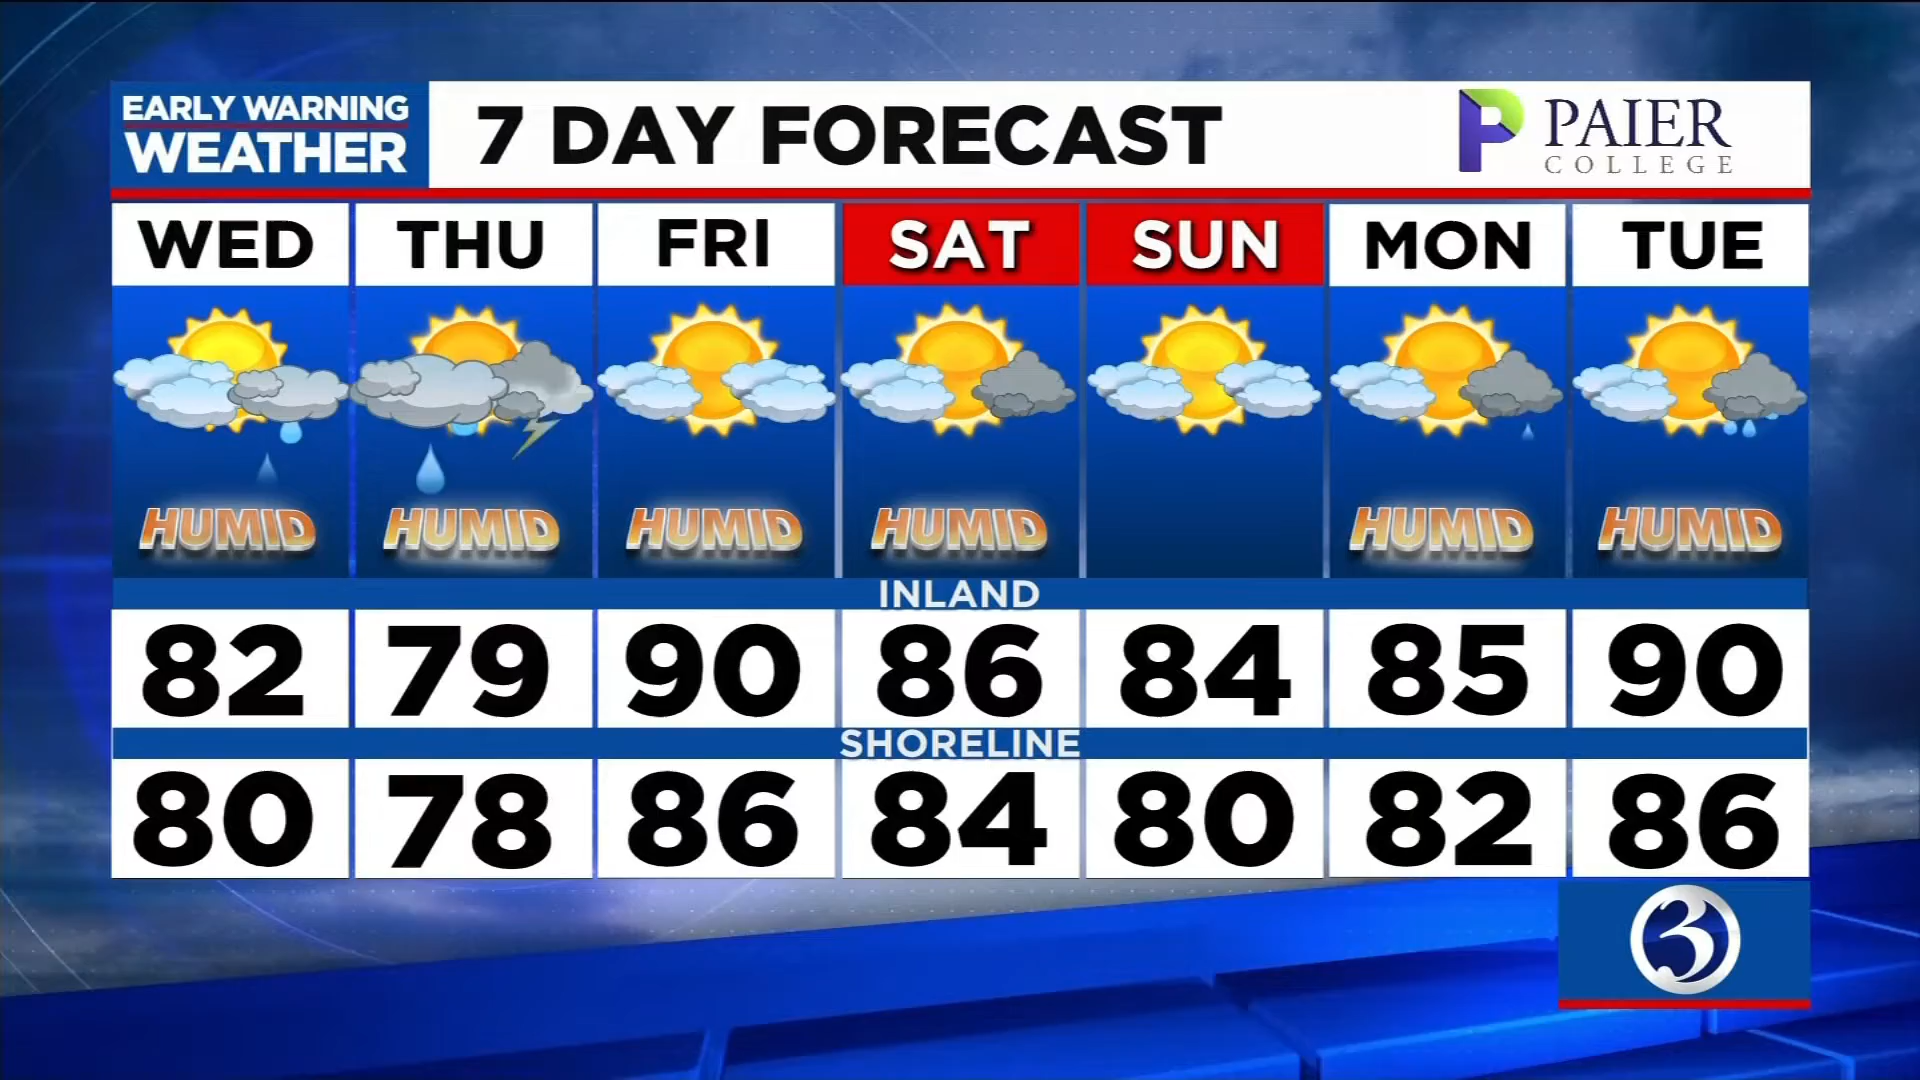 EARLY WARNING
WEATHER
7 DAY FORECAST
PAIER
COLLEGE
WED THU FRI SAT SUN MON TUE
HUMID HUMID HUMID HUMID HUMID HUMID
INLAND
82 79 90 86 84 85 90
SHORELINE
80 78 86 84 80 82 86
3